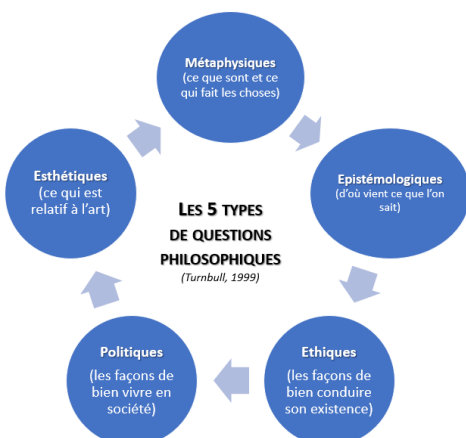 Métaphysiques
(ce que sont et ce
qui fait les choses)
Epistémologiques
(d'où vient ce que l'on
sait)
Ethiques
(les façons de
bien conduire
son existence)
Politiques
(les façons de
bien vivre en
société)
Esthétiques
(ce qui est
relatif à l'art)
LES 5 TYPES
DE QUESTIONS
PHILOSOPHIQUES
(Turnbull, 1999)